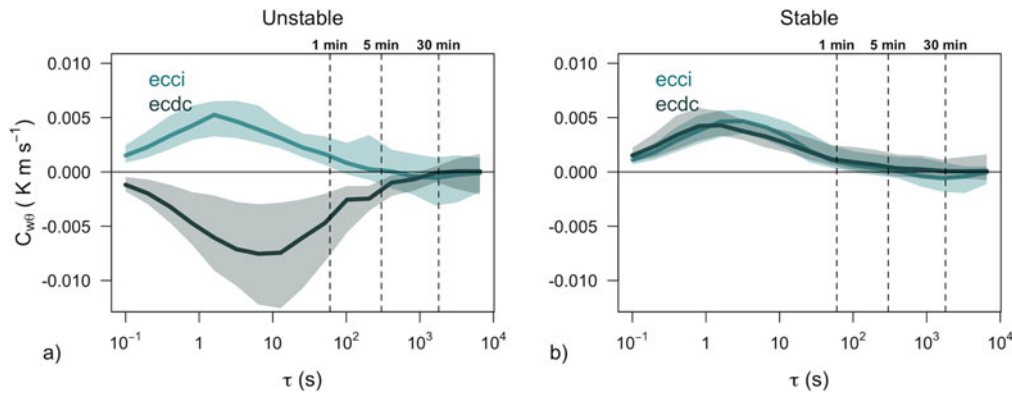 Unstable
1 min 5 min 30 min
ecci
ecdc
0.010
0.005
0.000
-0.005
-0.010
C_wθ ( K m s⁻¹)
10⁻¹ 1 10 10² 10³ 10⁴
a)
τ (s)
Stable
1 min 5 min 30 min
ecci
ecdc
0.010
0.005
0.000
-0.005
-0.010
10⁻¹ 1 10 10² 10³ 10⁴
b)
τ (s)